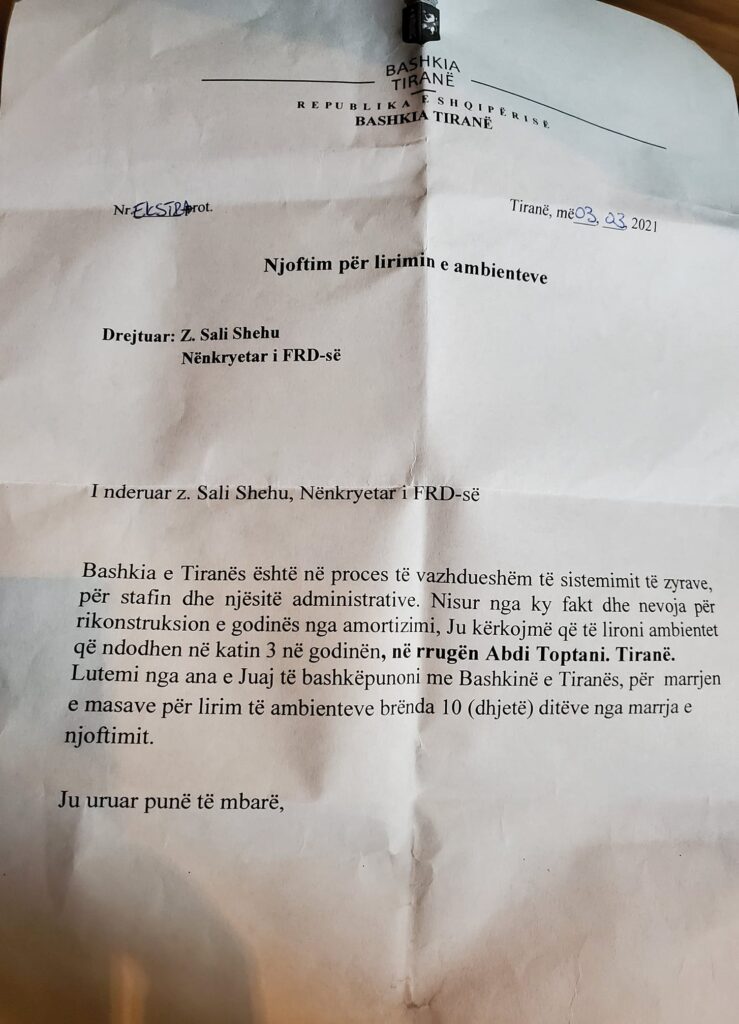 BASHKIA
TIRANË
REPUBLIKA E SHQIPËRISË
BASHKIA TIRANË
Nr.EKSTRA prot.
Tiranë, më 03, 03, 2021
Njoftim për lirimin e ambienteve
Drejtuar: Z. Sali Shehu
Nënkryetar i FRD-së
I nderuar z. Sali Shehu, Nënkryetar i FRD-së
Bashkia e Tiranës është në proces të vazhdueshëm të sistemimit të zyrave,
për stafin dhe njësitë administrative. Nisur nga ky fakt dhe nevoja për
rikonstruksion e godinës nga amortizimi, Ju kërkojmë që të lironi ambientet
që ndodhen në katin 3 në godinën, në rrugën Abdi Toptani. Tiranë.
Lutemi nga ana e Juaj të bashkëpunoni me Bashkinë e Tiranës, për marrjen
e masave për lirim të ambienteve brënda 10 (dhjetë) ditëve nga marrja e
njoftimit.
Ju uruar punë të mbarë,